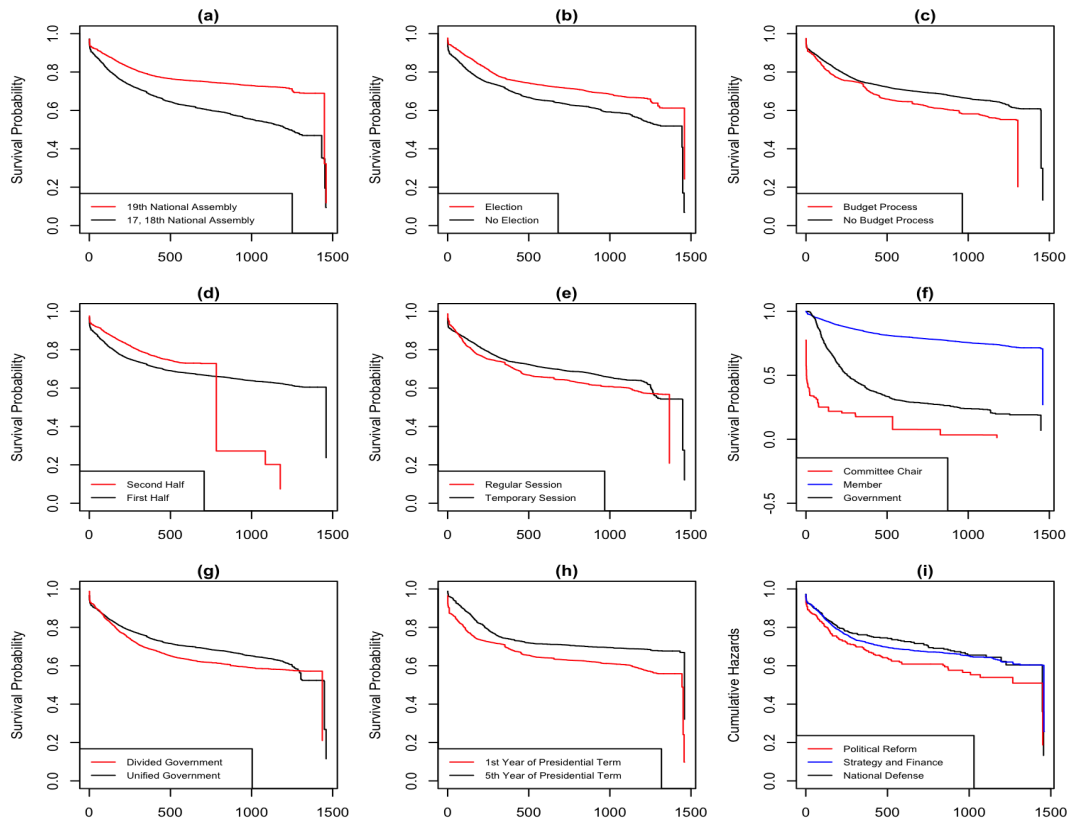 (a)
Survival Probability
1.0
0.8
0.6
0.4
0.2
0.0
19th National Assembly
17, 18th National Assembly
0 500 1000 1500
(b)
Survival Probability
1.0
0.8
0.6
0.4
0.2
0.0
Election
No Election
0 500 1000 1500
(c)
Survival Probability
1.0
0.8
0.6
0.4
0.2
0.0
Budget Process
No Budget Process
0 500 1000 1500
(d)
Survival Probability
1.0
0.8
0.6
0.4
0.2
0.0
Second Half
First Half
0 500 1000 1500
(e)
Survival Probability
1.0
0.8
0.6
0.4
0.2
0.0
Regular Session
Temporary Session
0 500 1000 1500
(f)
Survival Probability
1.0
0.5
0.0
-0.5
Committee Chair
Member
Government
0 500 1000 1500
(g)
Survival Probability
1.0
0.8
0.6
0.4
0.2
0.0
Divided Government
Unified Government
0 500 1000 1500
(h)
Survival Probability
1.0
0.8
0.6
0.4
0.2
0.0
1st Year of Presidential Term
5th Year of Presidential Term
0 500 1000 1500
(i)
Cumulative Hazards
1.0
0.8
0.6
0.4
0.2
0.0
Political Reform
Strategy and Finance
National Defense
0 500 1000 1500